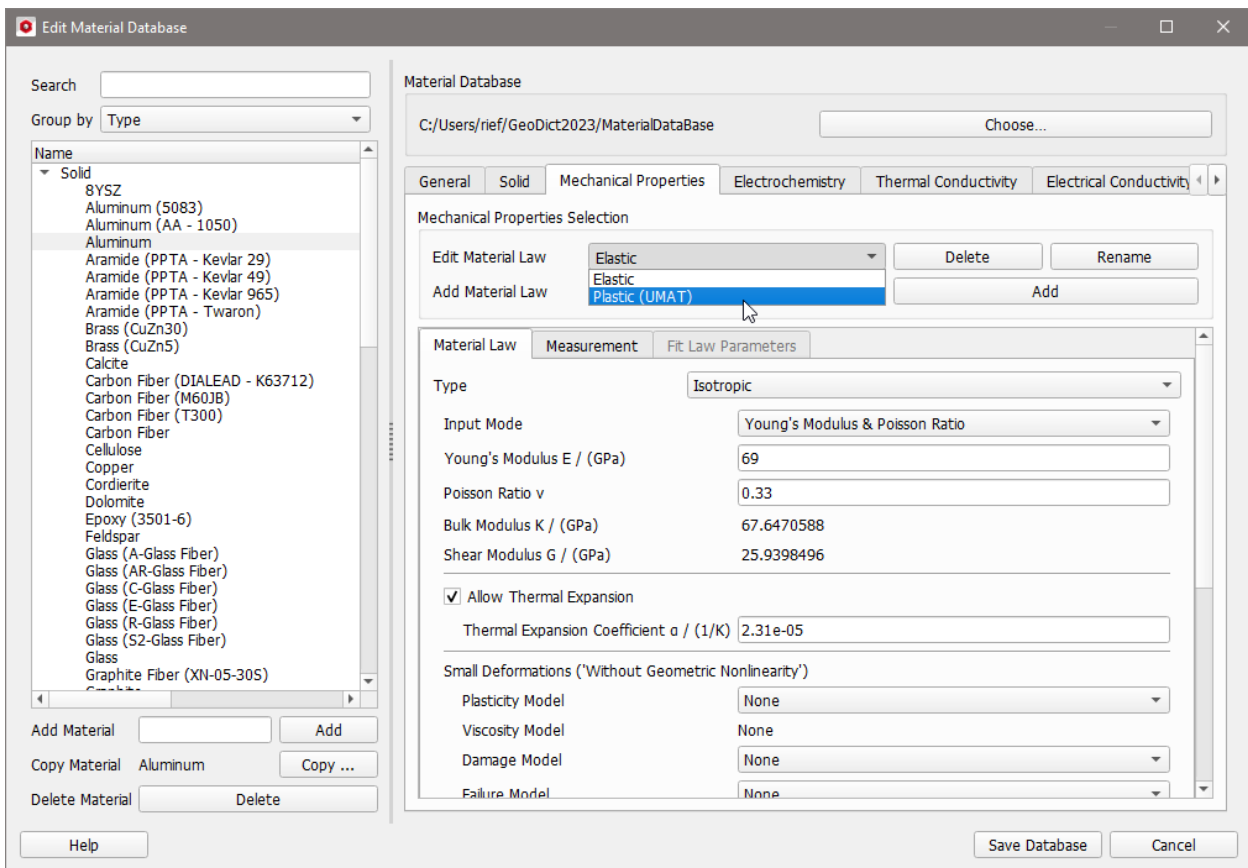 Edit Material Database
Search
Group by Type
Name
Solid
8YSZ
Aluminum (5083)
Aluminum (AA - 1050)
Aluminum
Aramide (PPTA - Kevlar 29)
Aramide (PPTA - Kevlar 49)
Aramide (PPTA - Kevlar 965)
Aramide (PPTA - Twaron)
Brass (CuZn30)
Brass (CuZn5)
Calcite
Carbon Fiber (DIALEAD - K63712)
Carbon Fiber (M60JB)
Carbon Fiber (T300)
Carbon Fiber
Cellulose
Copper
Cordierite
Dolomite
Epoxy (3501-6)
Feldspar
Glass (A-Glass Fiber)
Glass (AR-Glass Fiber)
Glass (C-Glass Fiber)
Glass (E-Glass Fiber)
Glass (R-Glass Fiber)
Glass (S2-Glass Fiber)
Glass
Graphite Fiber (XN-05-30S)
Add Material Add
Copy Material Aluminum Copy ...
Delete Material Delete
Material Database
C:/Users/rief/GeoDict2023/MaterialDataBase Choose...
General Solid Mechanical Properties Electrochemistry Thermal Conductivity Electrical Conductivity
Mechanical Properties Selection
Edit Material Law Elastic Delete Rename
Elastic
Add Material Law Plastic (UMAT) Add
Material Law Measurement Fit Law Parameters
Type Isotropic
Input Mode Young's Modulus & Poisson Ratio
Young's Modulus E / (GPa) 69
Poisson Ratio ν 0.33
Bulk Modulus K / (GPa) 67.6470588
Shear Modulus G / (GPa) 25.9398496
Allow Thermal Expansion
Thermal Expansion Coefficient α / (1/K) 2.31e-05
Small Deformations ('Without Geometric Nonlinearity')
Plasticity Model None
Viscosity Model None
Damage Model None
Failure Model None
Help Save Database Cancel